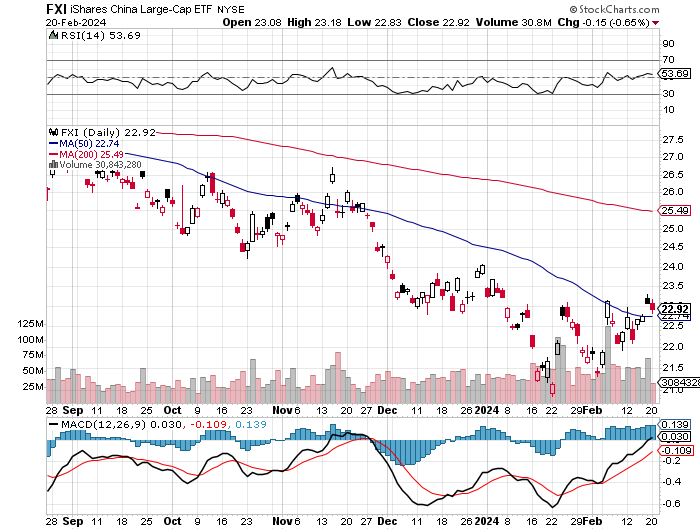 FXI iShares China Large-Cap ETF NYSE
© StockCharts.com
20-Feb-2024
Open 23.08 High 23.18 Low 22.83 Close 22.92 Volume 30.8M Chg -0.15 (-0.65%)
RSI(14) 53.69
90
70
53.69
50
30
10
FXI (Daily) 22.92
MA(50) 22.74
MA(200) 25.49
Volume 30,843,280
27.5
27.0
26.5
26.0
25.49
25.0
24.5
24.0
23.5
22.92
22.74
22.5
22.0
21.5
21.0
125M
100M
75M
50M
25M
28 Sep 11 18 25 Oct 9 16 23 Nov 6 13 20 27 Dec 11 18 26 2024 8 16 22 29 Feb 12 20
MACD(12,26,9) 0.030, -0.109, 0.139
0.139
0.030
-0.109
-0.2
-0.3
-0.4
-0.5
-0.6
28 Sep 11 18 25 Oct 9 16 23 Nov 6 13 20 27 Dec 11 18 26 2024 8 16 22 29 Feb 12 20